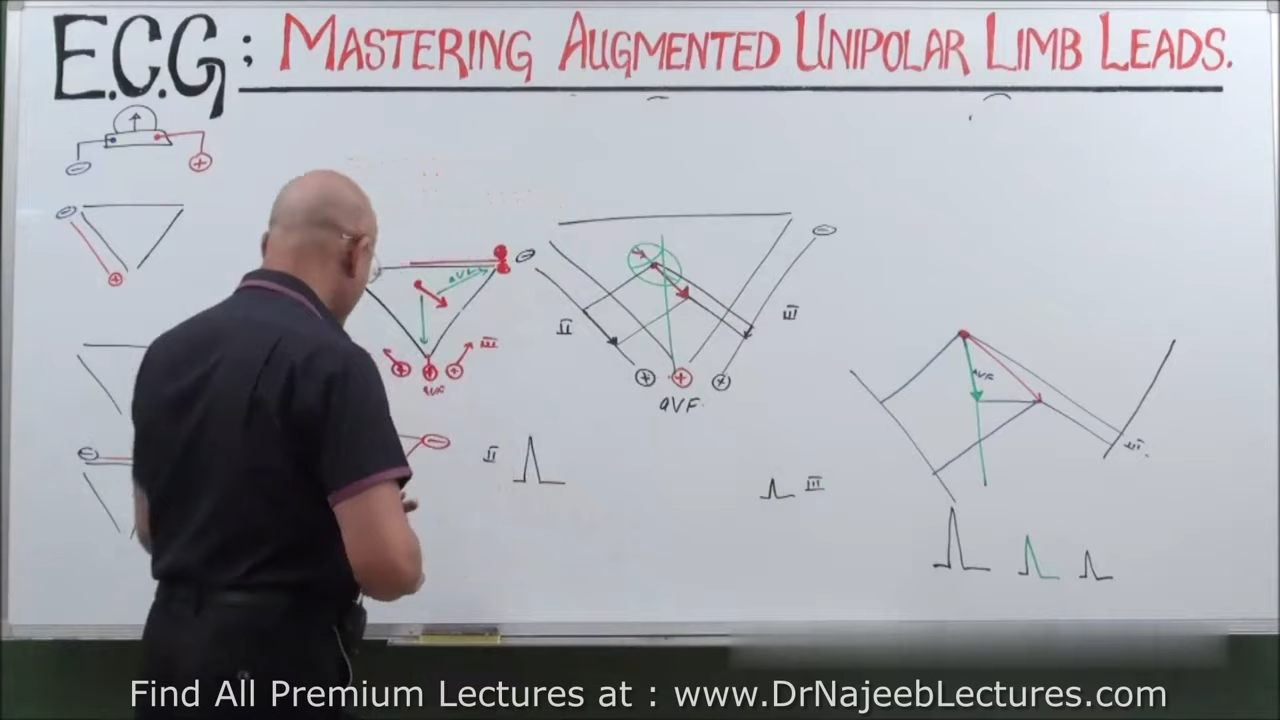 E.C.G; MASTERING AUGMENTED UNIPOLAR LIMB LEADS.
aVL
III
aVF
II
III
aVF.
II
III
aVF
III.
Find All Premium Lectures at : www.DrNajeebLectures.com